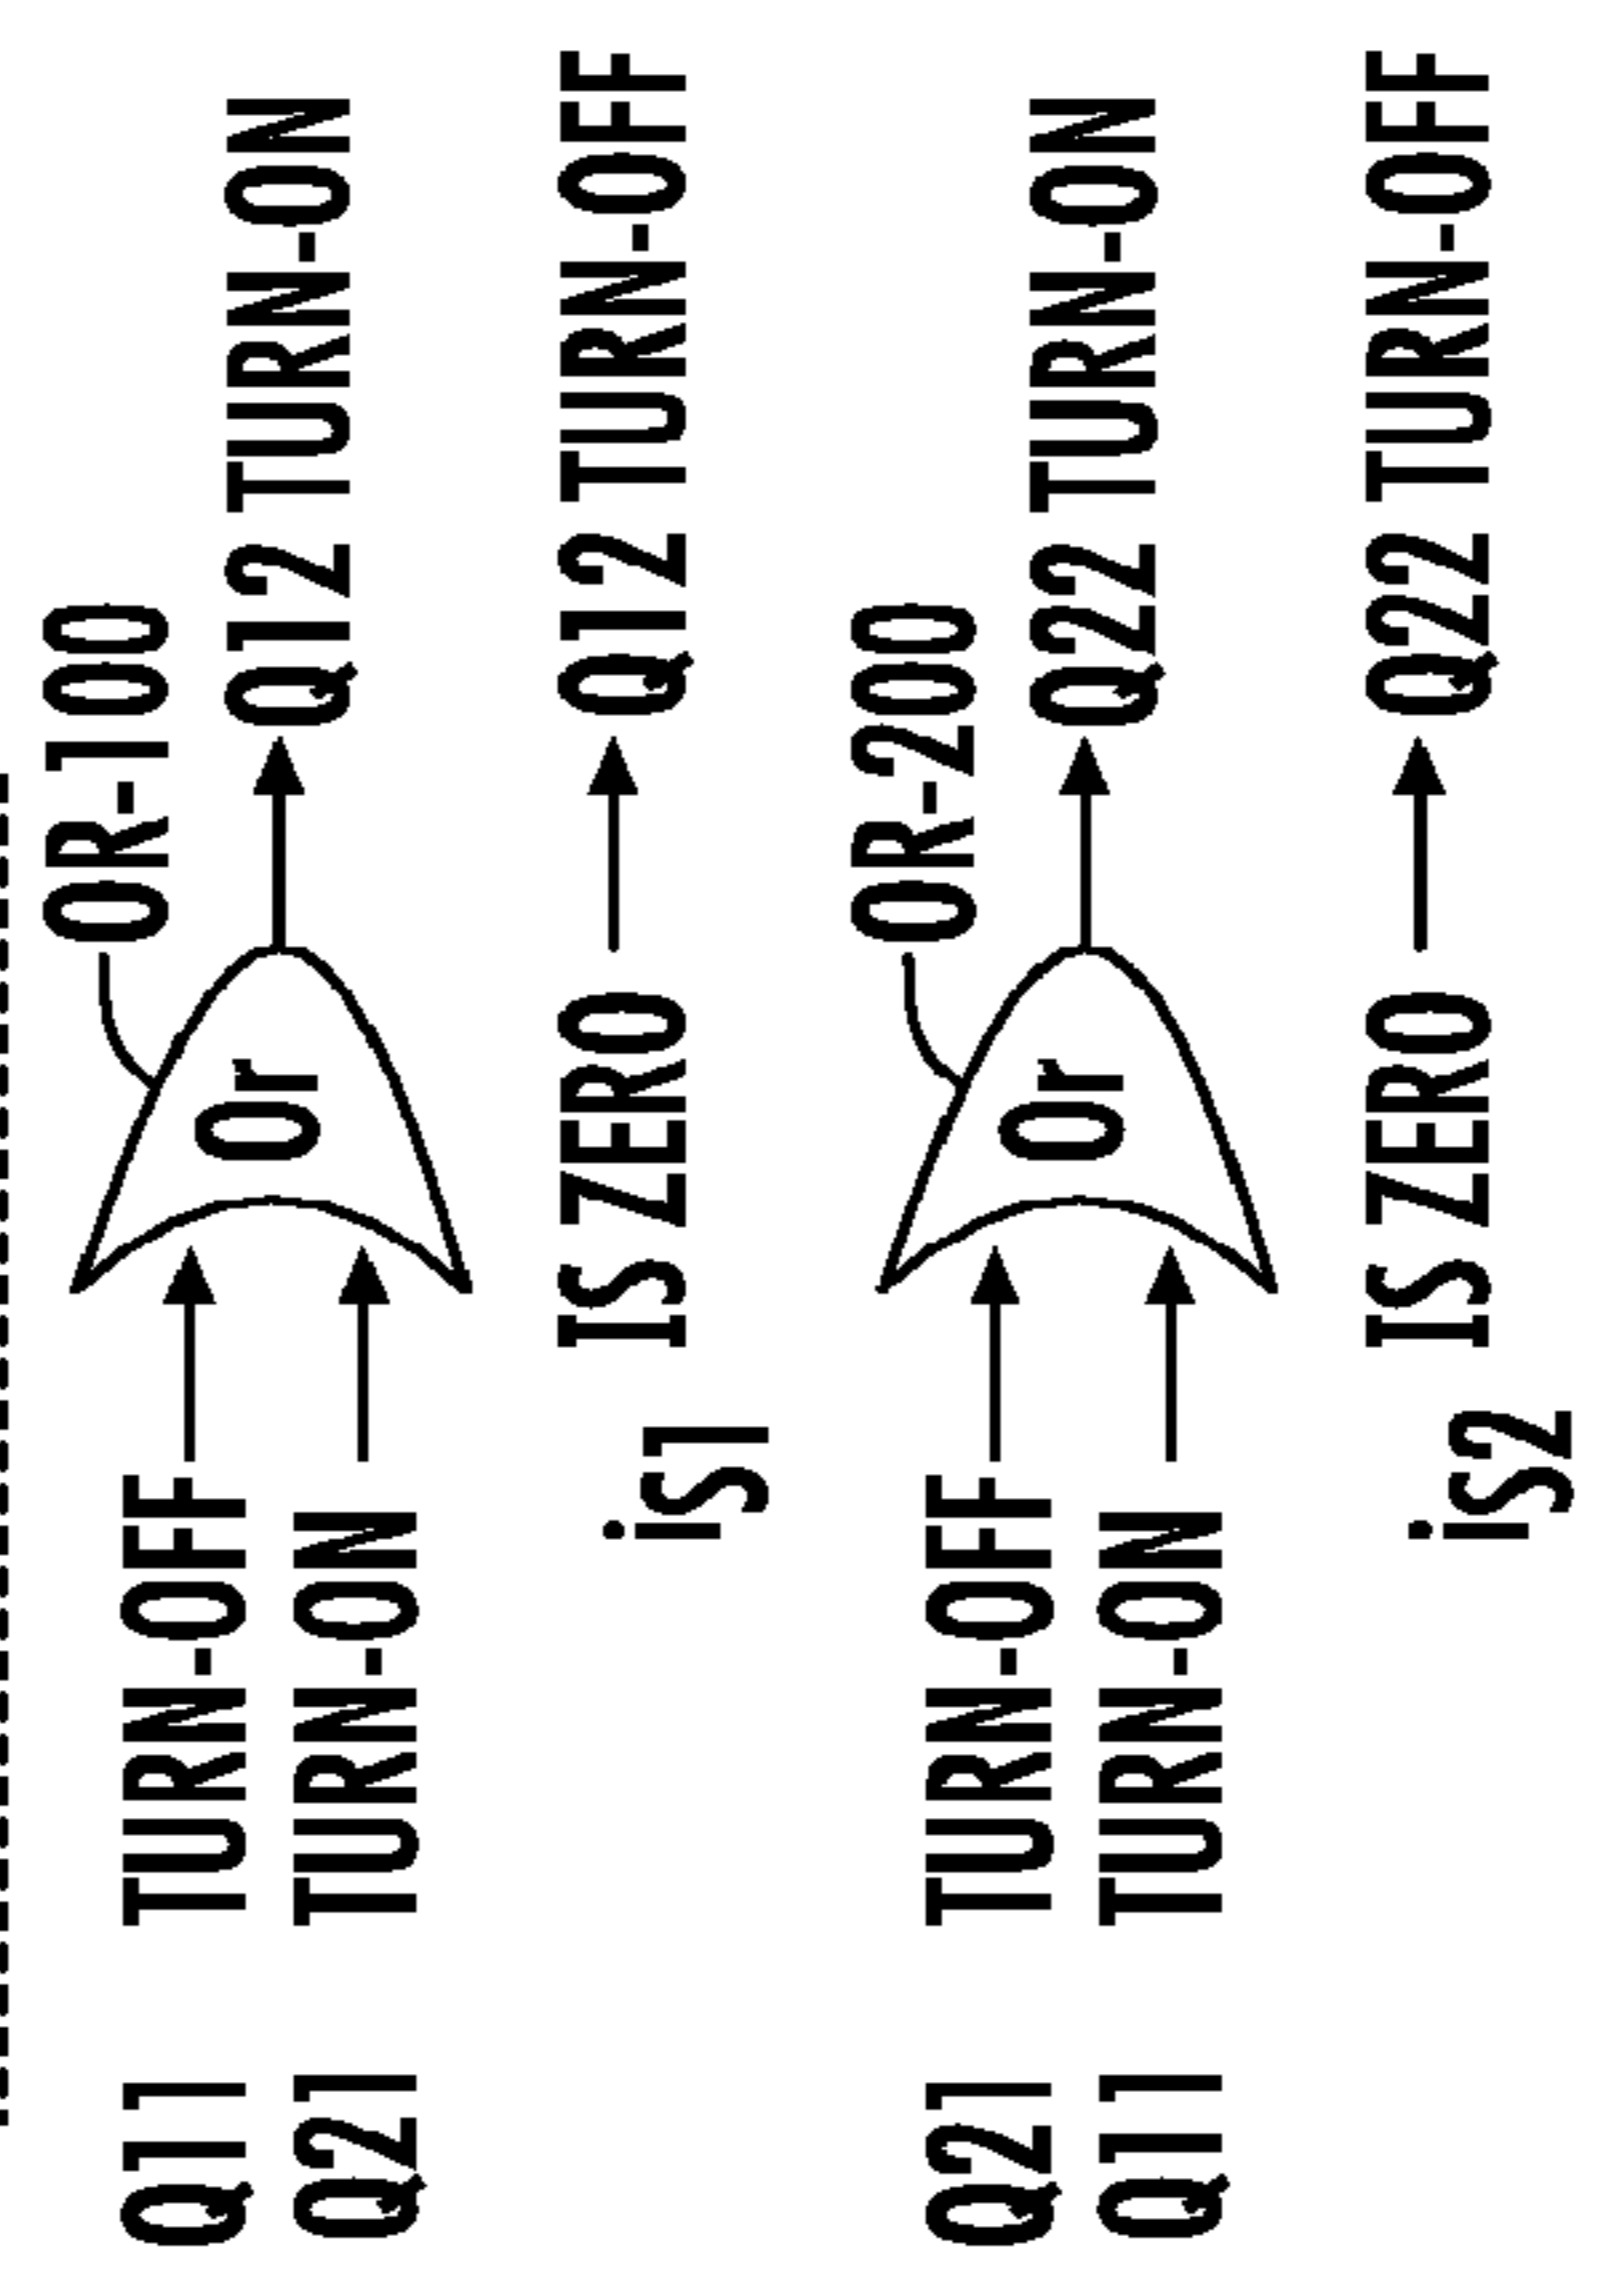 OR-100
Q11 TURN-OFF
or
Q12 TURN-ON
Q21 TURN-ON
is1 IS ZERO
Q12 TURN-OFF
OR-200
Q21 TURN-OFF
or
Q22 TURN-ON
Q11 TURN-ON
is2 IS ZERO
Q22 TURN-OFF